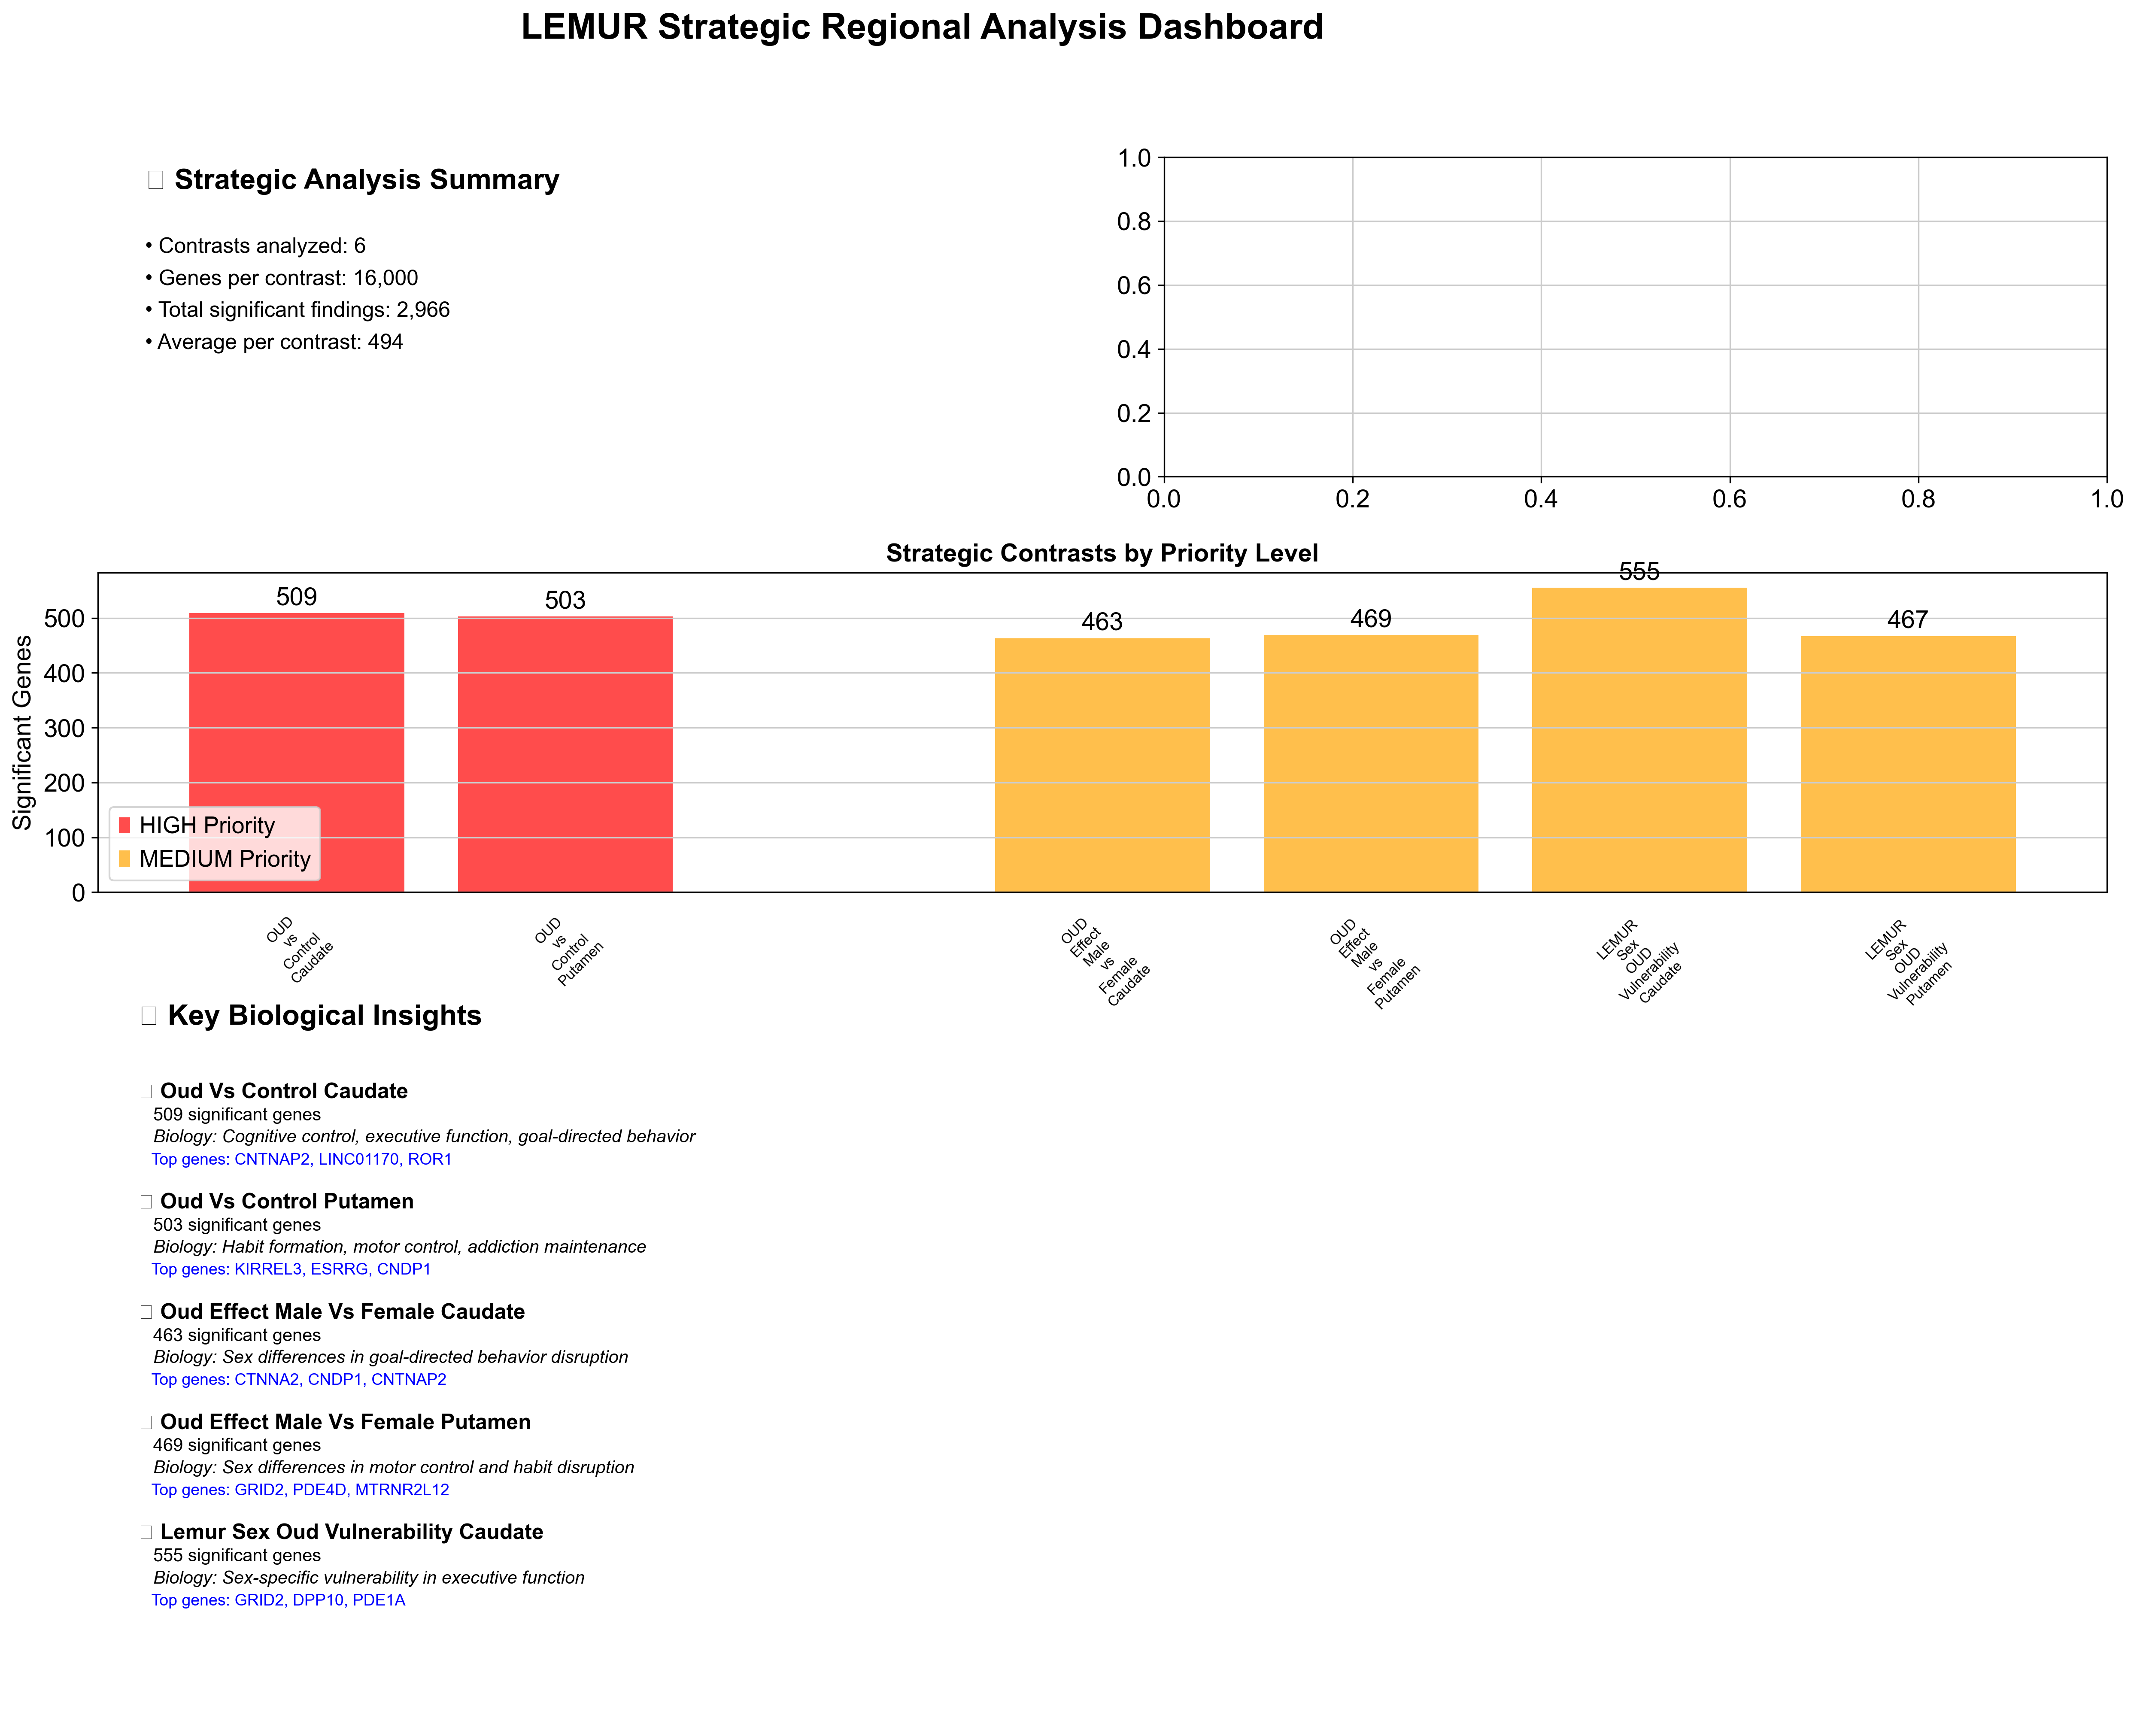 LEMUR Strategic Regional Analysis Dashboard
Strategic Analysis Summary
• Contrasts analyzed: 6
• Genes per contrast: 16,000
• Total significant findings: 2,966
• Average per contrast: 494
1.0
0.8
0.6
0.4
0.2
0.0
0.0 0.2 0.4 0.6 0.8 1.0
Strategic Contrasts by Priority Level
Significant Genes
500
400
300
200
100
0
509
503
463
469
555
467
HIGH Priority
MEDIUM Priority
OUD
vs
Control
Caudate
OUD
vs
Control
Putamen
OUD
Effect
Male
vs
Female
Caudate
OUD
Effect
Male
vs
Female
Putamen
LEMUR
Sex
OUD
Vulnerability
Caudate
LEMUR
Sex
OUD
Vulnerability
Putamen
Key Biological Insights
Oud Vs Control Caudate
509 significant genes
Biology: Cognitive control, executive function, goal-directed behavior
Top genes: CNTNAP2, LINC01170, ROR1
Oud Vs Control Putamen
503 significant genes
Biology: Habit formation, motor control, addiction maintenance
Top genes: KIRREL3, ESRRG, CNDP1
Oud Effect Male Vs Female Caudate
463 significant genes
Biology: Sex differences in goal-directed behavior disruption
Top genes: CTNNA2, CNDP1, CNTNAP2
Oud Effect Male Vs Female Putamen
469 significant genes
Biology: Sex differences in motor control and habit disruption
Top genes: GRID2, PDE4D, MTRNR2L12
Lemur Sex Oud Vulnerability Caudate
555 significant genes
Biology: Sex-specific vulnerability in executive function
Top genes: GRID2, DPP10, PDE1A